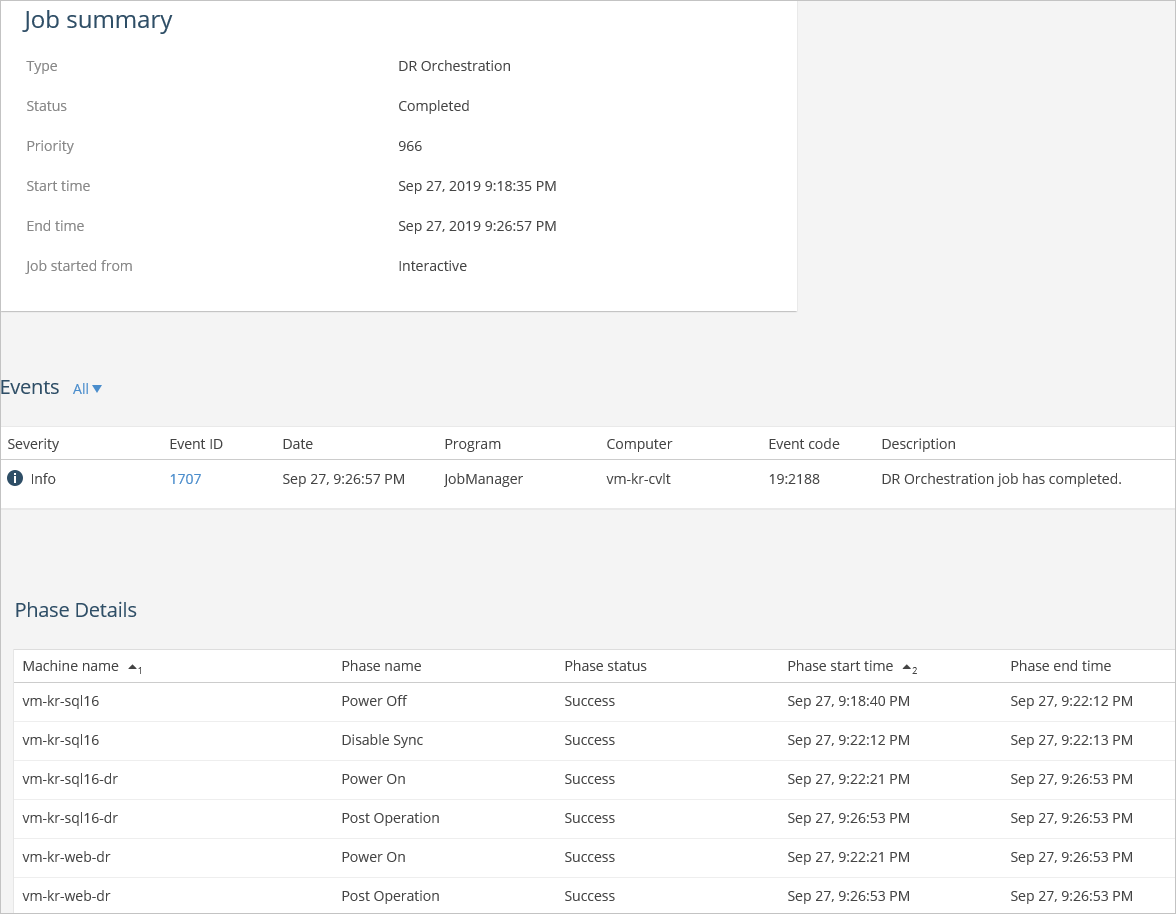 Job summary
Type DR Orchestration
Status Completed
Priority 966
Start time Sep 27, 2019 9:18:35 PM
End time Sep 27, 2019 9:26:57 PM
Job started from Interactive
Events All
Severity Event ID Date Program Computer Event code Description
Info 1707 Sep 27, 9:26:57 PM JobManager vm-kr-cvlt 19:2188 DR Orchestration job has completed.
Phase Details
Machine name 1 Phase name Phase status Phase start time 2 Phase end time
vm-kr-sql16 Power Off Success Sep 27, 9:18:40 PM Sep 27, 9:22:12 PM
vm-kr-sql16 Disable Sync Success Sep 27, 9:22:12 PM Sep 27, 9:22:13 PM
vm-kr-sql16-dr Power On Success Sep 27, 9:22:21 PM Sep 27, 9:26:53 PM
vm-kr-sql16-dr Post Operation Success Sep 27, 9:26:53 PM Sep 27, 9:26:53 PM
vm-kr-web-dr Power On Success Sep 27, 9:22:21 PM Sep 27, 9:26:53 PM
vm-kr-web-dr Post Operation Success Sep 27, 9:26:53 PM Sep 27, 9:26:53 PM